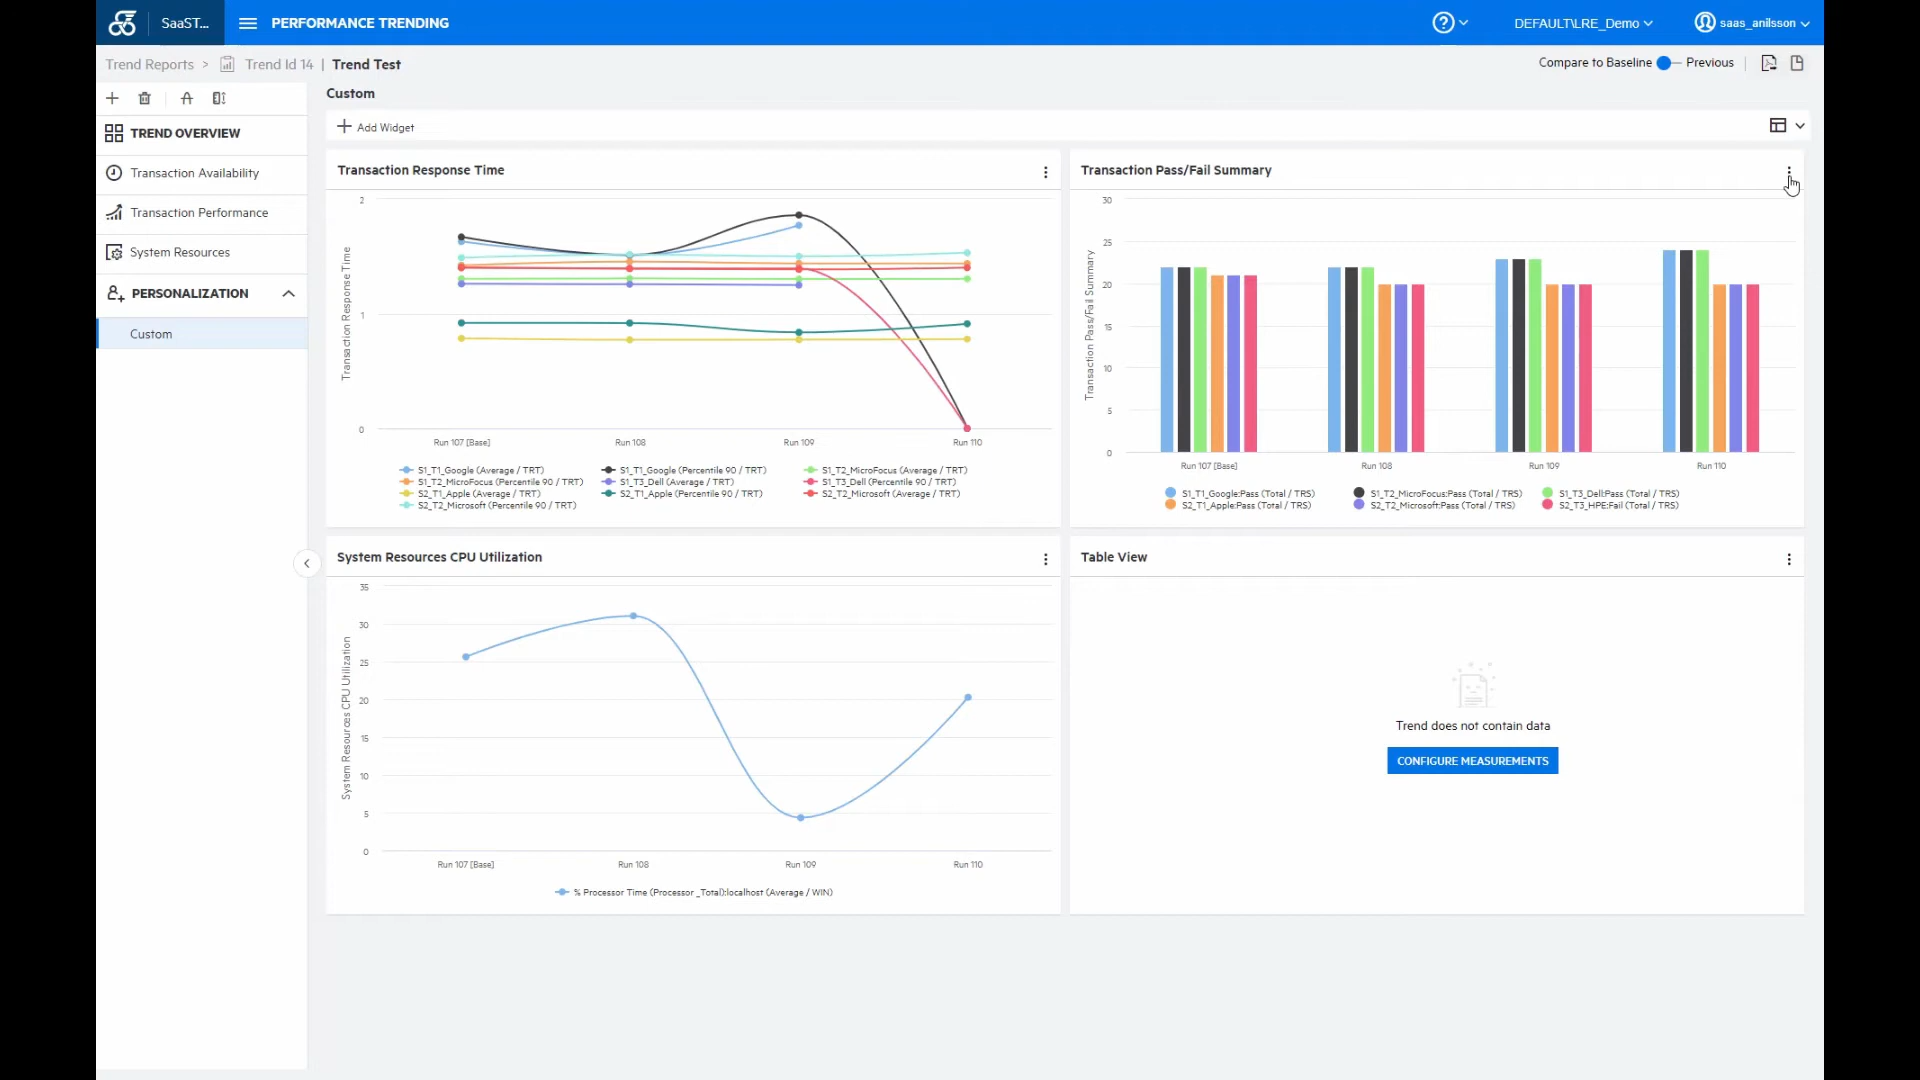 SaaST...
PERFORMANCE TRENDING
DEFAULT\LRE_Demo
saas_anilsson
Trend Reports > Trend Id 14 | Trend Test
Compare to Baseline Previous
Custom
Add Widget
TREND OVERVIEW
Transaction Availability
Transaction Performance
System Resources
PERSONALIZATION
Custom
Transaction Response Time
2
1
0
Transaction Response Time
Run 107 [Base] Run 108 Run 109 Run 110
S1_T1_Google (Average / TRT) S1_T1_Google (Percentile 90 / TRT) S1_T2_MicroFocus (Average / TRT)
S1_T2_MicroFocus (Percentile 90 / TRT) S1_T3_Dell (Average / TRT) S1_T3_Dell (Percentile 90 / TRT)
S2_T1_Apple (Average / TRT) S2_T1_Apple (Percentile 90 / TRT) S2_T2_Microsoft (Average / TRT)
S2_T2_Microsoft (Percentile 90 / TRT)
Transaction Pass/Fail Summary
30
25
20
15
10
5
0
Transaction Pass/Fail Summary
Run 107 [Base] Run 108 Run 109 Run 110
S1_T1_Google:Pass (Total / TRS) S1_T2_MicroFocus:Pass (Total / TRS) S1_T3_Dell:Pass (Total / TRS)
S2_T1_Apple:Pass (Total / TRS) S2_T2_Microsoft:Pass (Total / TRS) S2_T3_HPE:Fail (Total / TRS)
System Resources CPU Utilization
35
30
25
20
15
10
5
0
System Resources CPU Utilization
Run 107 [Base] Run 108 Run 109 Run 110
% Processor Time (Processor _Total):localhost (Average / WIN)
Table View
Trend does not contain data
CONFIGURE MEASUREMENTS